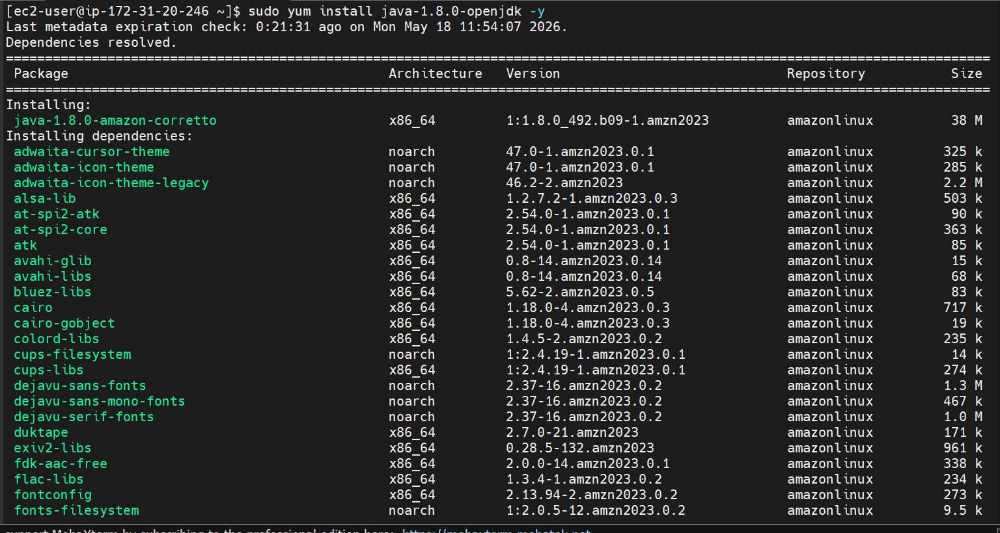 [ec2-user@ip-172-31-20-246 ~]$ sudo yum install java-1.8.0-openjdk -y
Last metadata expiration check: 0:21:31 ago on Mon May 18 11:54:07 2026.
Dependencies resolved.
================================================================================
Package Architecture Version Repository Size
================================================================================
Installing:
java-1.8.0-amazon-corretto x86_64 1:1.8.0_492.b09-1.amzn2023 amazonlinux 38 M
Installing dependencies:
adwaita-cursor-theme noarch 47.0-1.amzn2023.0.1 amazonlinux 325 k
adwaita-icon-theme noarch 47.0-1.amzn2023.0.1 amazonlinux 285 k
adwaita-icon-theme-legacy noarch 46.2-2.amzn2023 amazonlinux 2.2 M
alsa-lib x86_64 1.2.7.2-1.amzn2023.0.3 amazonlinux 503 k
at-spi2-atk x86_64 2.54.0-1.amzn2023.0.1 amazonlinux 90 k
at-spi2-core x86_64 2.54.0-1.amzn2023.0.1 amazonlinux 363 k
atk x86_64 2.54.0-1.amzn2023.0.1 amazonlinux 85 k
avahi-glib x86_64 0.8-14.amzn2023.0.14 amazonlinux 15 k
avahi-libs x86_64 0.8-14.amzn2023.0.14 amazonlinux 68 k
bluez-libs x86_64 5.62-2.amzn2023.0.5 amazonlinux 83 k
cairo x86_64 1.18.0-4.amzn2023.0.3 amazonlinux 717 k
cairo-gobject x86_64 1.18.0-4.amzn2023.0.3 amazonlinux 19 k
colord-libs x86_64 1.4.5-2.amzn2023.0.2 amazonlinux 235 k
cups-filesystem noarch 1:2.4.19-1.amzn2023.0.1 amazonlinux 14 k
cups-libs x86_64 1:2.4.19-1.amzn2023.0.1 amazonlinux 274 k
dejavu-sans-fonts noarch 2.37-16.amzn2023.0.2 amazonlinux 1.3 M
dejavu-sans-mono-fonts noarch 2.37-16.amzn2023.0.2 amazonlinux 467 k
dejavu-serif-fonts noarch 2.37-16.amzn2023.0.2 amazonlinux 1.0 M
duktape x86_64 2.7.0-21.amzn2023 amazonlinux 171 k
exiv2-libs x86_64 0.28.5-132.amzn2023 amazonlinux 961 k
fdk-aac-free x86_64 2.0.0-14.amzn2023.0.1 amazonlinux 338 k
flac-libs x86_64 1.3.4-1.amzn2023.0.2 amazonlinux 234 k
fontconfig x86_64 2.13.94-2.amzn2023.0.2 amazonlinux 273 k
fonts-filesystem noarch 1:2.0.5-12.amzn2023.0.2 amazonlinux 9.5 k
support MobaXterm by subscribing to the professional edition here: https://mobaxterm.mobatek.net